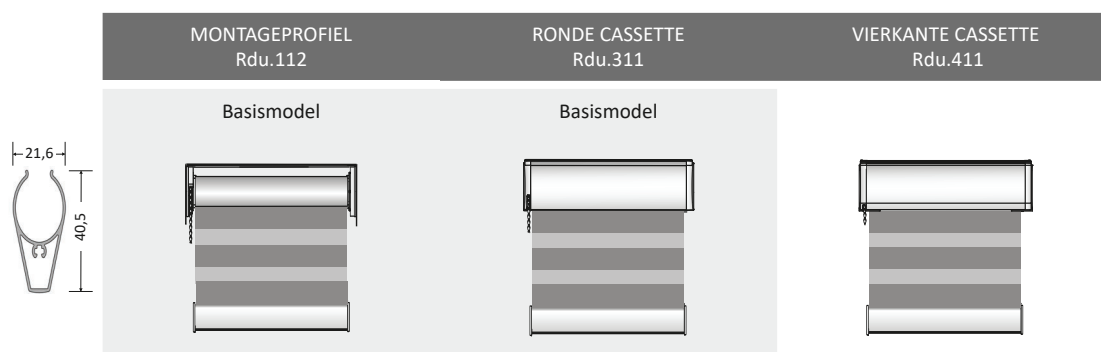 MONTAGEPROFIEL
Rdu.112
RONDE CASSETTE
Rdu.311
VIERKANTE CASSETTE
Rdu.411
Basismodel
Basismodel
21,6
40,5